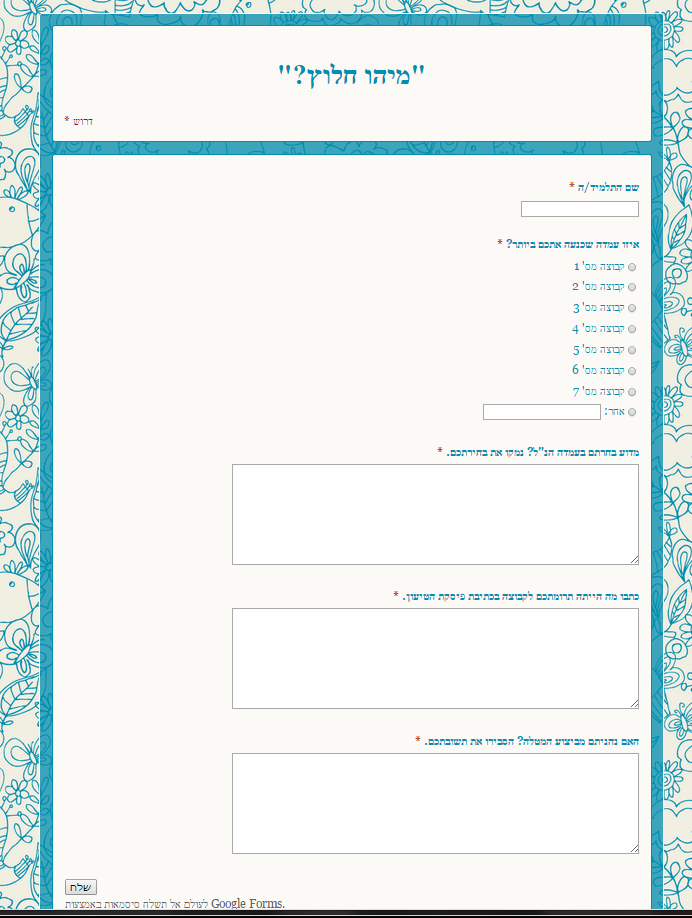 "מיהו חלוץ?"
* דרוש
שם התלמיד/ה *
איזו עמדה שכנעה אתכם ביותר? *
קבוצה מס' 1
קבוצה מס' 2
קבוצה מס' 3
קבוצה מס' 4
קבוצה מס' 5
קבוצה מס' 6
קבוצה מס' 7
אחר:
מדוע בחרתם בעמדה הנ"ל? נמקו את בחירתכם. *
כתבו מה הייתה תרומתכם לקבוצה בכתיבת פיסקת הטיעון. *
האם נהניתם מביצוע המטלה? הסבירו את תשובתכם. *
שלח
לעולם אל תשלח סיסמאות באמצעות Google Forms.